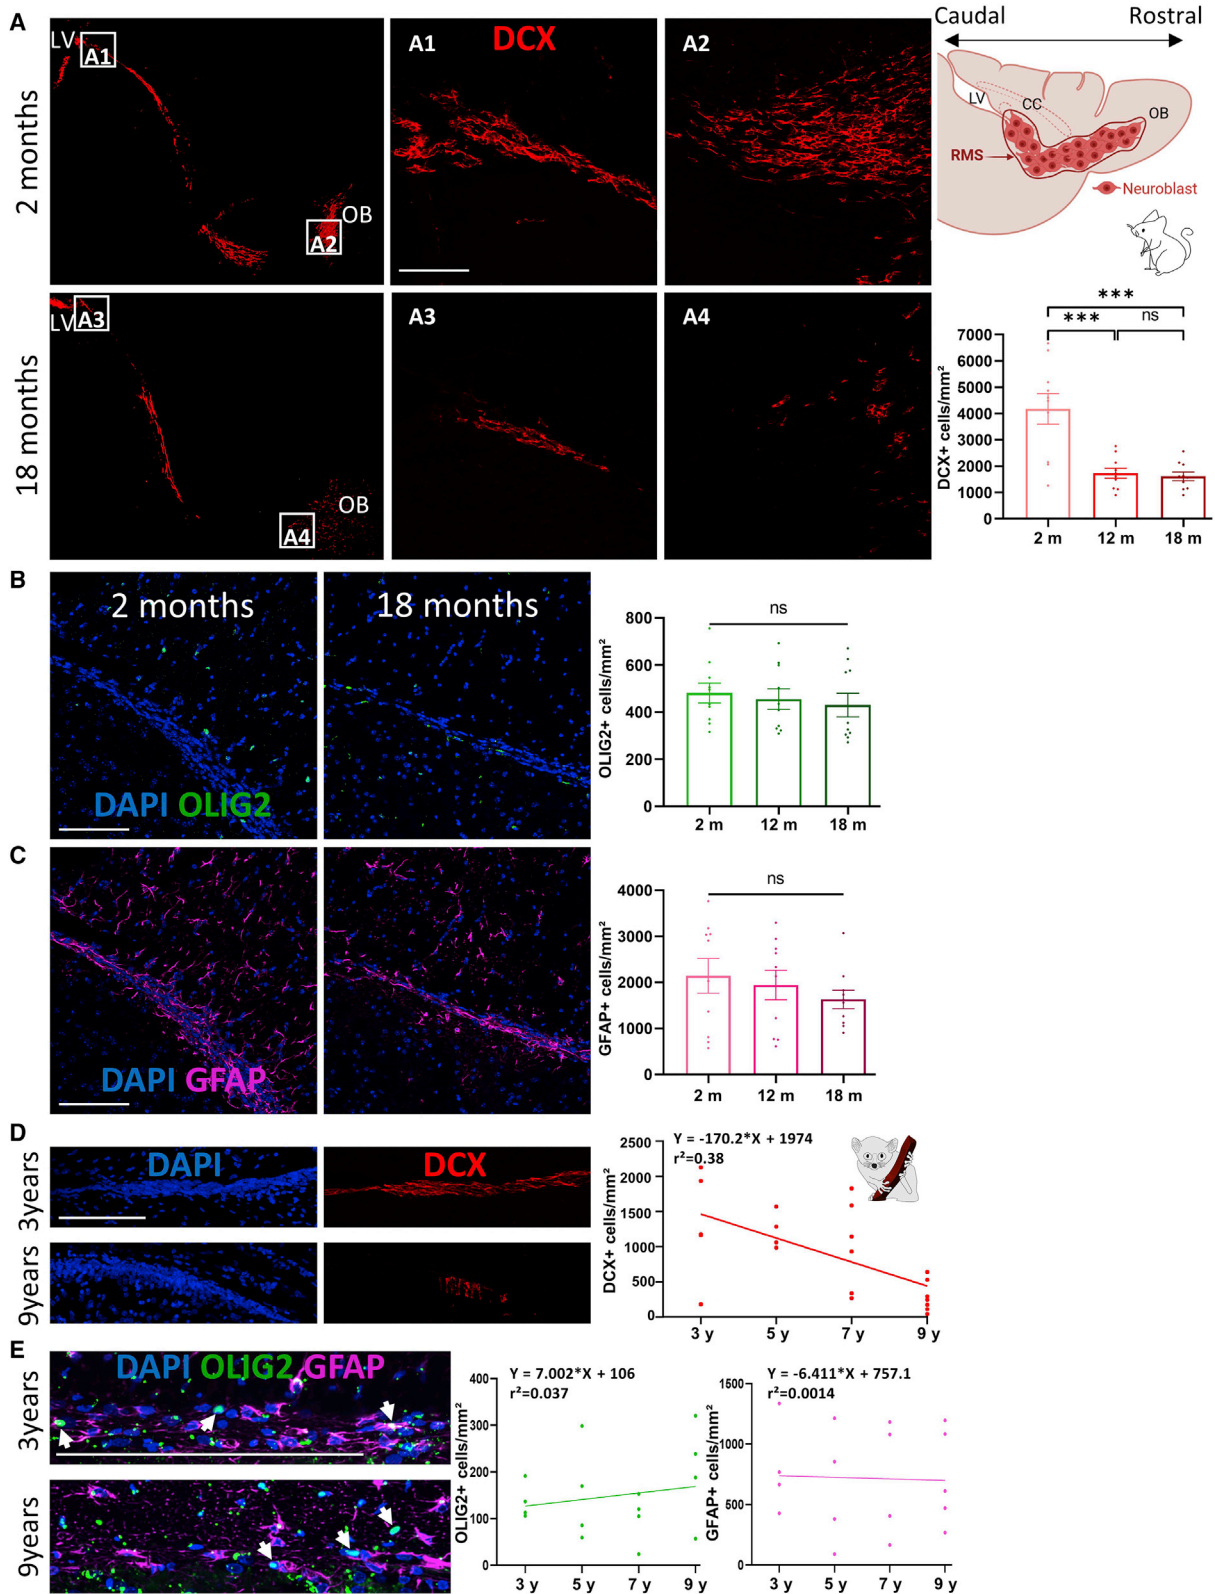 A
2 months
LV
A1
A2
OB
A1
DCX
A2
Caudal
Rostral
LV
CC
OB
RMS
Neuroblast
18 months
LV
A3
A4
OB
A3
A4
***
***
ns
DCX+ cells/mm²
7000
6000
5000
4000
3000
2000
1000
0
2 m
12 m
18 m
B
2 months
18 months
DAPI OLIG2
ns
OLIG2+ cells/mm²
800
600
400
200
0
2 m
12 m
18 m
C
DAPI GFAP
ns
GFAP+ cells/mm²
4000
3000
2000
1000
0
2 m
12 m
18 m
D
3years
DAPI
DCX
9years
Y = -170.2*X + 1974
r²=0.38
DCX+ cells/mm²
2500
2000
1500
1000
500
0
3 y
5 y
7 y
9 y
E
3years
DAPI OLIG2 GFAP
9years
Y = 7.002*X + 106
r²=0.037
OLIG2+ cells/mm²
400
300
200
100
0
3 y
5 y
7 y
9 y
Y = -6.411*X + 757.1
r²=0.0014
GFAP+ cells/mm²
1500
1000
500
0
3 y
5 y
7 y
9 y